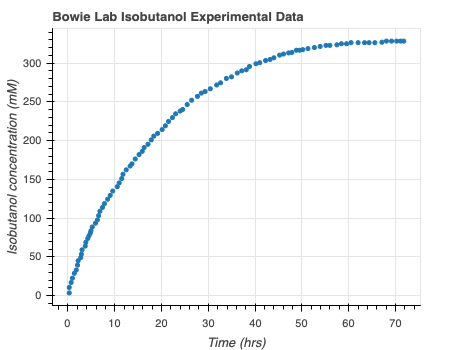 Bowie Lab Isobutanol Experimental Data
Isobutanol concentration (mM)
300
250
200
150
100
50
0
0 10 20 30 40 50 60 70
Time (hrs)